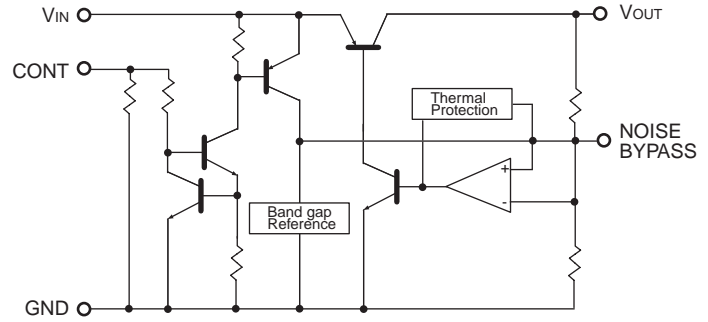 VIN
VOUT
CONT
Thermal
Protection
NOISE
BYPASS
+
-
Band gap
Reference
GND